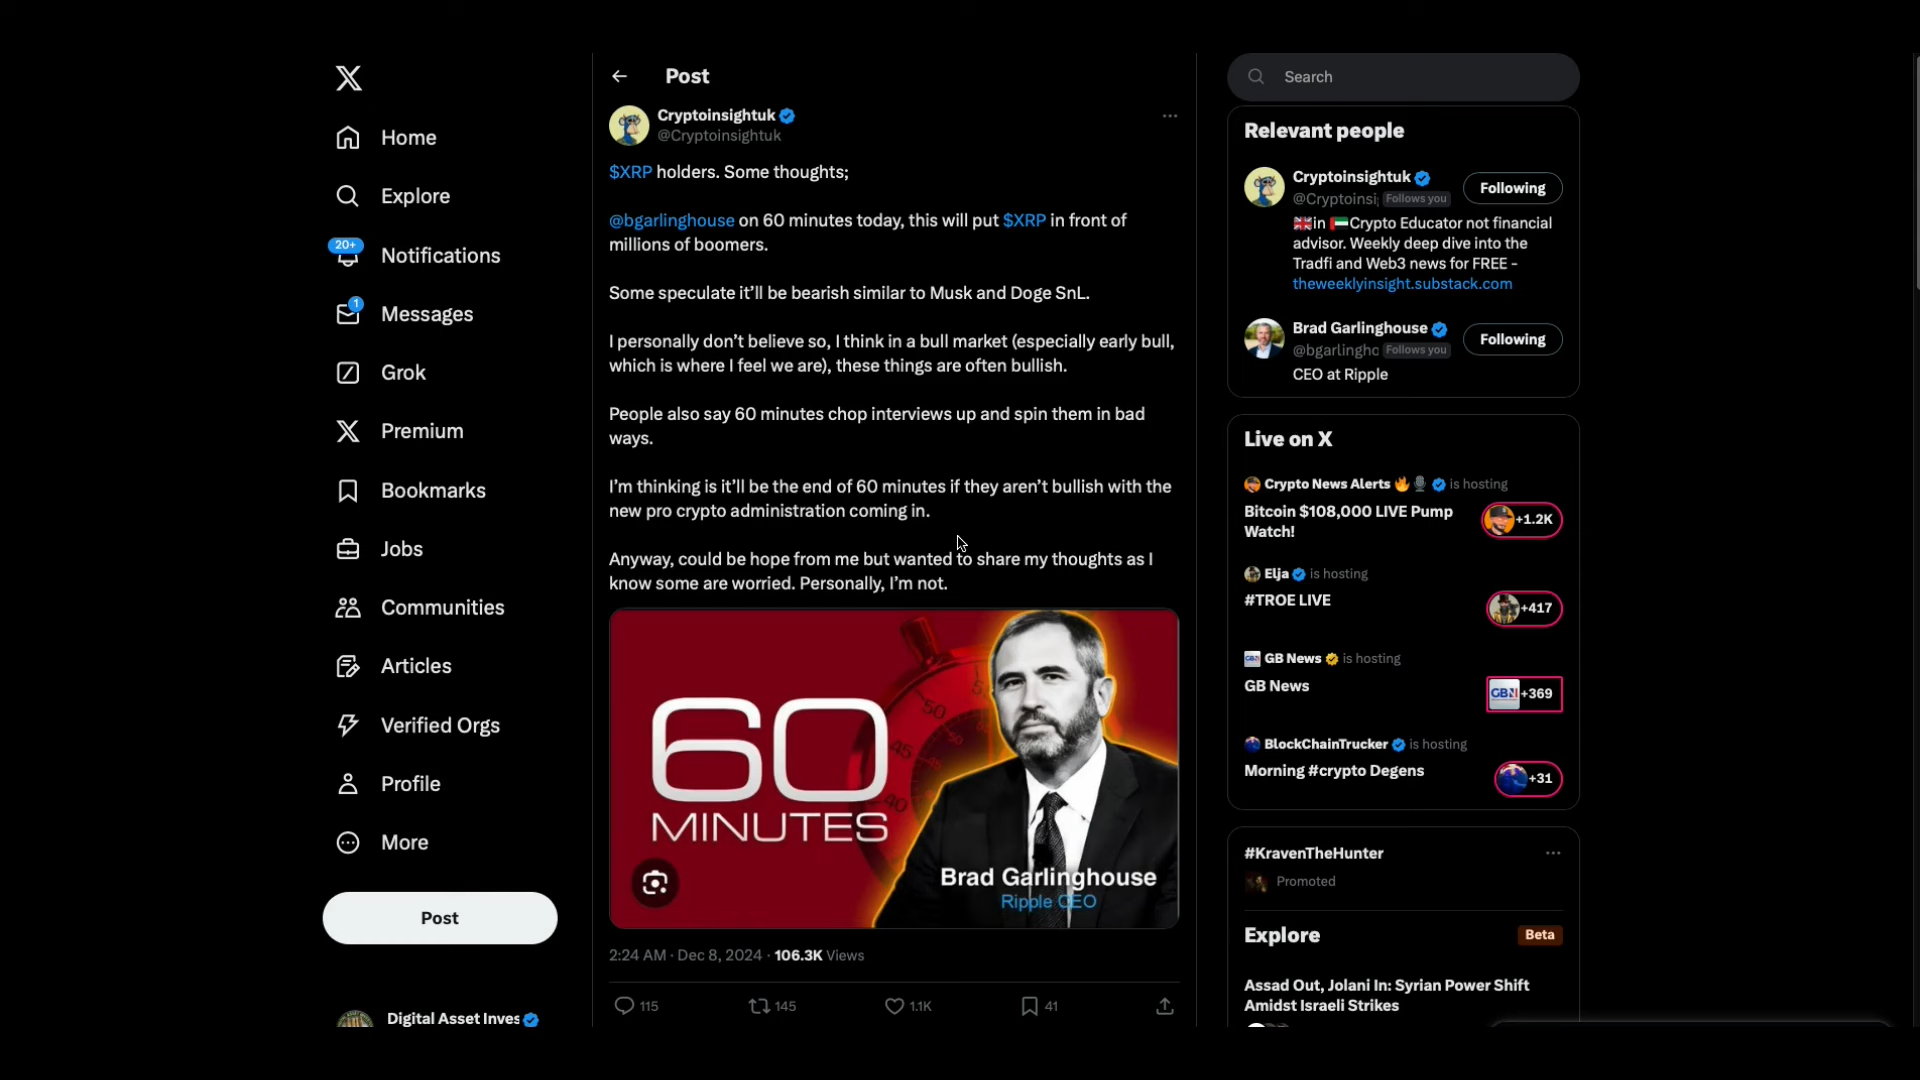 Home
Explore
20+
Notifications
1
Messages
Grok
Premium
Bookmarks
Jobs
Communities
Articles
Verified Orgs
Profile
More
Post
Digital Asset Inves
Post
Cryptoinsightuk
@Cryptoinsightuk
$XRP holders. Some thoughts;
@bgarlinghouse on 60 minutes today, this will put $XRP in front of
millions of boomers.
Some speculate it’ll be bearish similar to Musk and Doge SnL.
I personally don’t believe so, I think in a bull market (especially early bull,
which is where I feel we are), these things are often bullish.
People also say 60 minutes chop interviews up and spin them in bad
ways.
I’m thinking is it’ll be the end of 60 minutes if they aren’t bullish with the
new pro crypto administration coming in.
Anyway, could be hope from me but wanted to share my thoughts as I
know some are worried. Personally, I’m not.
50
45
40
60
MINUTES
Brad Garlinghouse
Ripple CEO
2:24 AM · Dec 8, 2024 · 106.3K Views
115 145 1.1K 41
Search
Relevant people
Cryptoinsightuk
@Cryptoinsi Follows you
Following
in Crypto Educator not financial
advisor. Weekly deep dive into the
Tradfi and Web3 news for FREE -
theweeklyinsight.substack.com
Brad Garlinghouse
@bgarlinghc Follows you
Following
CEO at Ripple
Live on X
Crypto News Alerts is hosting
Bitcoin $108,000 LIVE Pump
Watch!
+1.2K
Elja is hosting
#TROE LIVE
+417
GB News is hosting
GB News
GBN +369
BlockChainTrucker is hosting
Morning #crypto Degens
+31
#KravenTheHunter
Promoted
Explore
Beta
Assad Out, Jolani In: Syrian Power Shift
Amidst Israeli Strikes